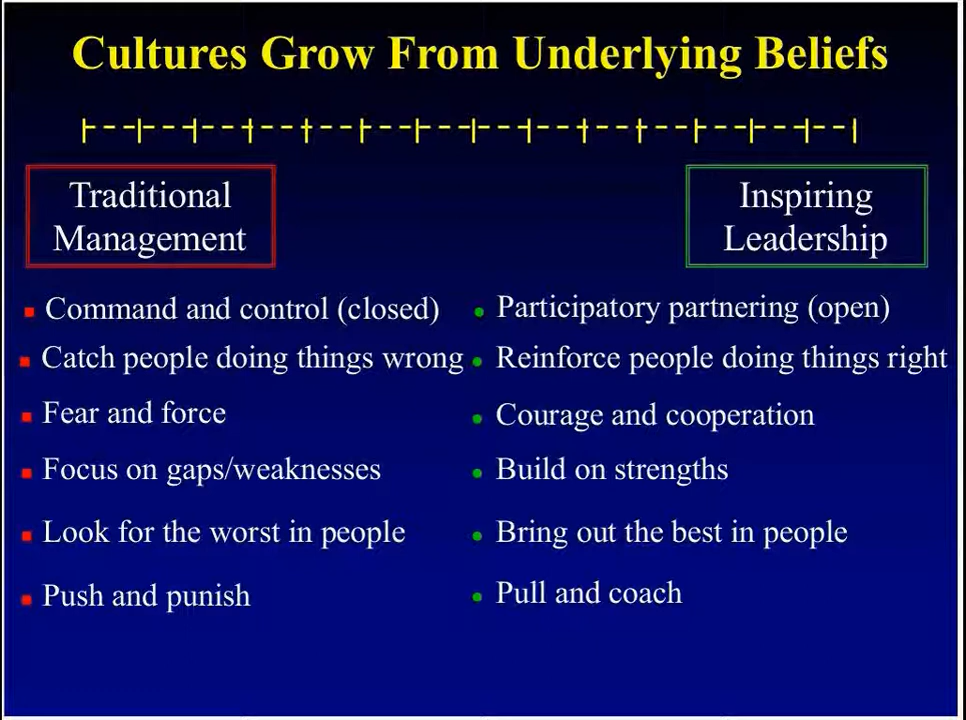 Cultures Grow From Underlying Beliefs
Traditional
Management
Inspiring
Leadership
Command and control (closed)
Participatory partnering (open)
Catch people doing things wrong
Reinforce people doing things right
Fear and force
Courage and cooperation
Focus on gaps/weaknesses
Build on strengths
Look for the worst in people
Bring out the best in people
Push and punish
Pull and coach